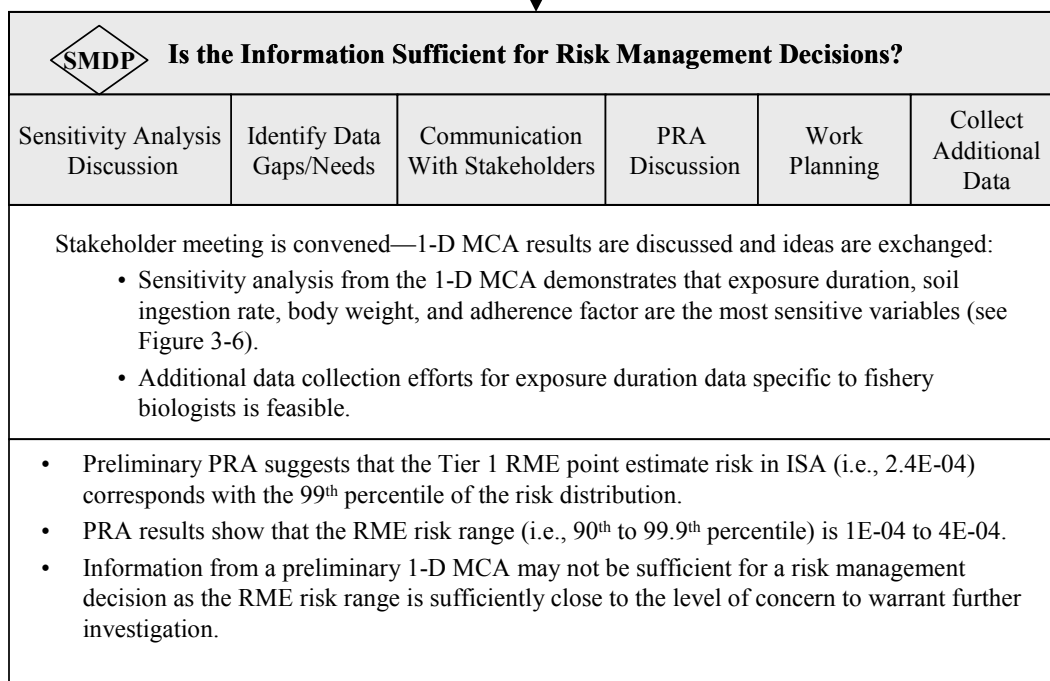 SMDP Is the Information Sufficient for Risk Management Decisions?
Sensitivity Analysis
Discussion
Identify Data
Gaps/Needs
Communication
With Stakeholders
PRA
Discussion
Work
Planning
Collect
Additional
Data
Stakeholder meeting is convened—1-D MCA results are discussed and ideas are exchanged:
• Sensitivity analysis from the 1-D MCA demonstrates that exposure duration, soil
ingestion rate, body weight, and adherence factor are the most sensitive variables (see
Figure 3-6).
• Additional data collection efforts for exposure duration data specific to fishery
biologists is feasible.
• Preliminary PRA suggests that the Tier 1 RME point estimate risk in ISA (i.e., 2.4E-04)
corresponds with the 99th percentile of the risk distribution.
• PRA results show that the RME risk range (i.e., 90th to 99.9th percentile) is 1E-04 to 4E-04.
• Information from a preliminary 1-D MCA may not be sufficient for a risk management
decision as the RME risk range is sufficiently close to the level of concern to warrant further
investigation.